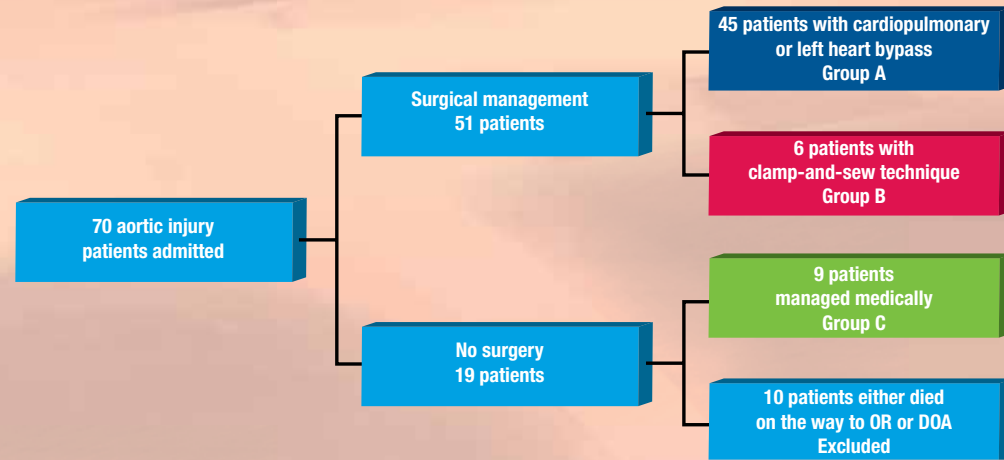 70 aortic injury
patients admitted
Surgical management
51 patients
45 patients with cardiopulmonary
or left heart bypass
Group A
6 patients with
clamp-and-sew technique
Group B
No surgery
19 patients
9 patients
managed medically
Group C
10 patients either died
on the way to OR or DOA
Excluded